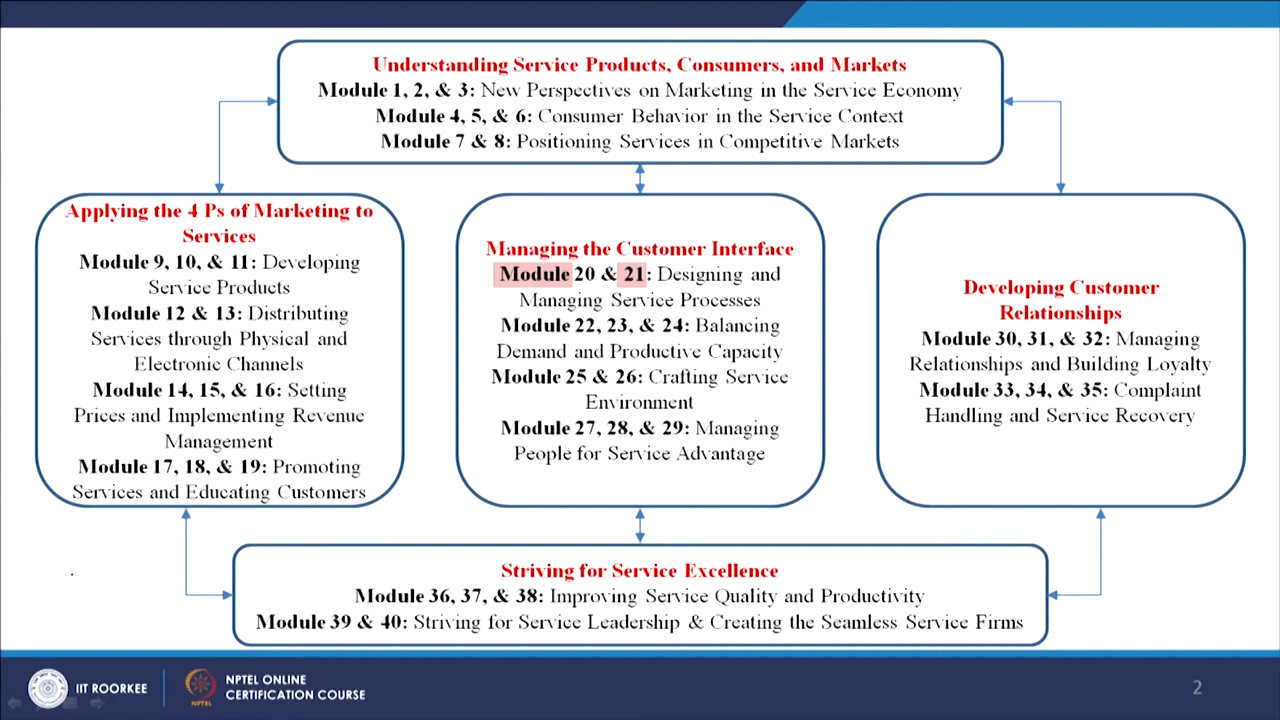 Understanding Service Products, Consumers, and Markets
Module 1, 2, & 3: New Perspectives on Marketing in the Service Economy
Module 4, 5, & 6: Consumer Behavior in the Service Context
Module 7 & 8: Positioning Services in Competitive Markets
Applying the 4 Ps of Marketing to
Services
Module 9, 10, & 11: Developing
Service Products
Module 12 & 13: Distributing
Services through Physical and
Electronic Channels
Module 14, 15, & 16: Setting
Prices and Implementing Revenue
Management
Module 17, 18, & 19: Promoting
Services and Educating Customers
Managing the Customer Interface
Module 20 & 21: Designing and
Managing Service Processes
Module 22, 23, & 24: Balancing
Demand and Productive Capacity
Module 25 & 26: Crafting Service
Environment
Module 27, 28, & 29: Managing
People for Service Advantage
Developing Customer
Relationships
Module 30, 31, & 32: Managing
Relationships and Building Loyalty
Module 33, 34, & 35: Complaint
Handling and Service Recovery
Striving for Service Excellence
Module 36, 37, & 38: Improving Service Quality and Productivity
Module 39 & 40: Striving for Service Leadership & Creating the Seamless Service Firms
IIT ROORKEE
NPTEL
NPTEL ONLINE
CERTIFICATION COURSE
2